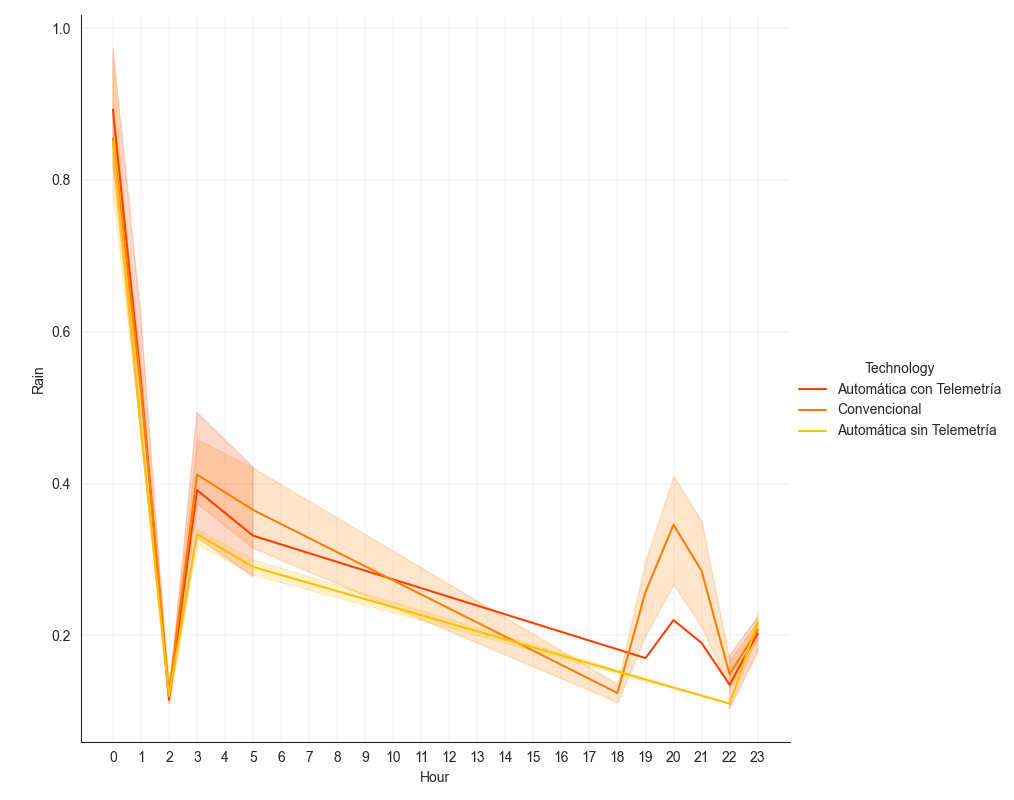 1.0
0.8
0.6
0.4
0.2
Rain
0 1 2 3 4 5 6 7 8 9 10 11 12 13 14 15 16 17 18 19 20 21 22 23
Hour
Technology
Automática con Telemetría
Convencional
Automática sin Telemetría